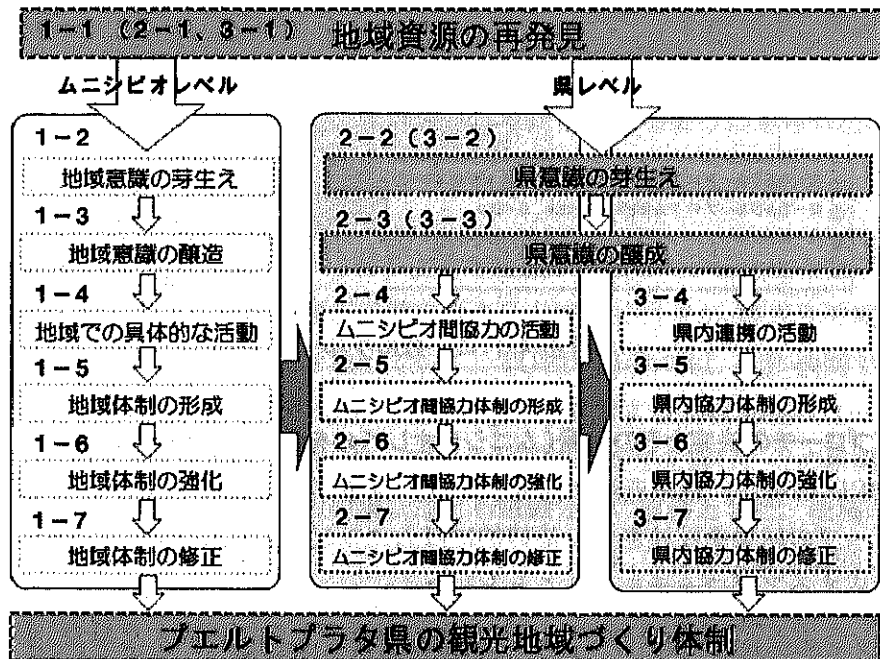 1−1（2−1、3−1） 地域資源の再発見
ムニシピオレベル
県レベル
1−2
地域意識の芽生え
1−3
地域意識の醸造
1−4
地域での具体的な活動
1−5
地域体制の形成
1−6
地域体制の強化
1−7
地域体制の修正
2−2（3−2）
県意識の芽生え
2−3（3−3）
県意識の醸成
2−4
ムニシピオ間協力の活動
2−5
ムニシピオ間協力体制の形成
2−6
ムニシピオ間協力体制の強化
2−7
ムニシピオ間協力体制の修正
3−4
県内連携の活動
3−5
県内協力体制の形成
3−6
県内協力体制の強化
3−7
県内協力体制の修正
プエルトプラタ県の観光地域づくり体制